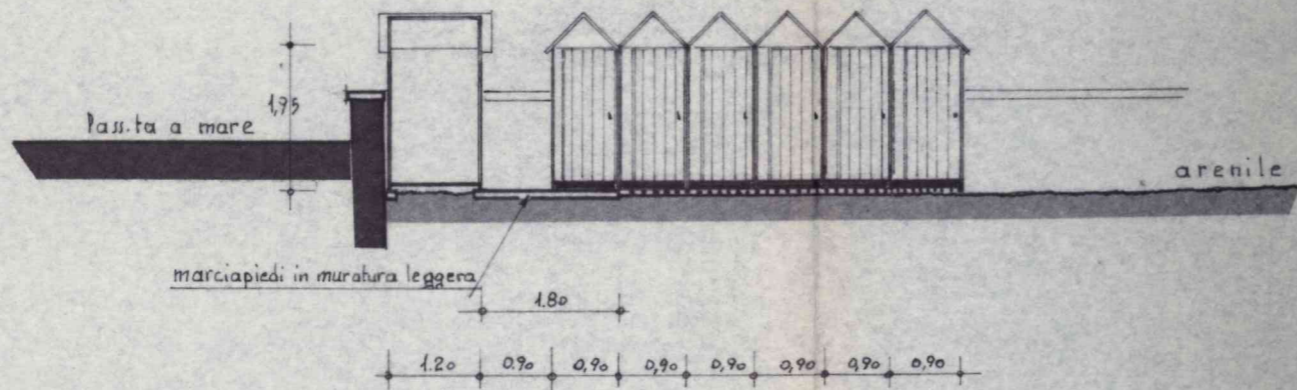 1,95
Pass.ta a mare
arenile
marciapiedi in muratura leggera
1.80
1.20 0.90 0,90 0,90 0,90 0,90 0,90 0,90